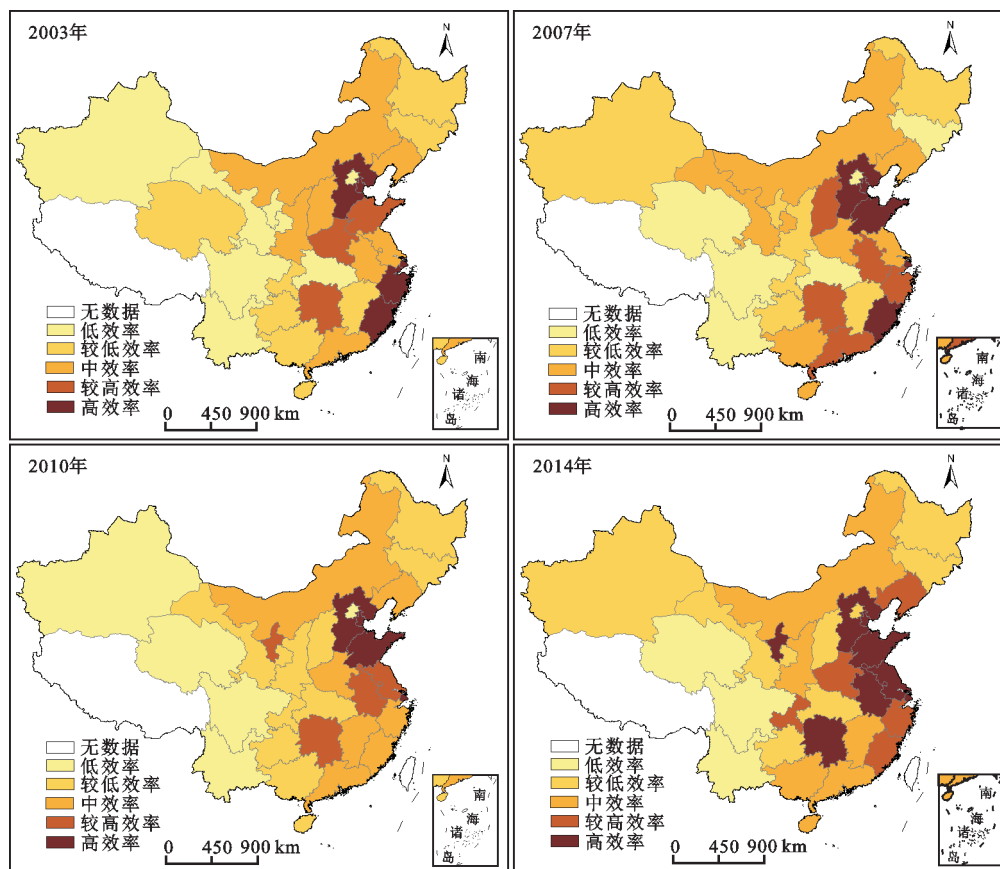 2003年
N
无数据
低效率
较低效率
中效率
较高效率
高效率
0 450 900 km
南
海
诸
岛
2007年
N
无数据
低效率
较低效率
中效率
较高效率
高效率
0 450 900 km
南
海
诸
岛
2010年
N
无数据
低效率
较低效率
中效率
较高效率
高效率
0 450 900 km
南
海
诸
岛
2014年
N
无数据
低效率
较低效率
中效率
较高效率
高效率
0 450 900 km
南
海
诸
岛